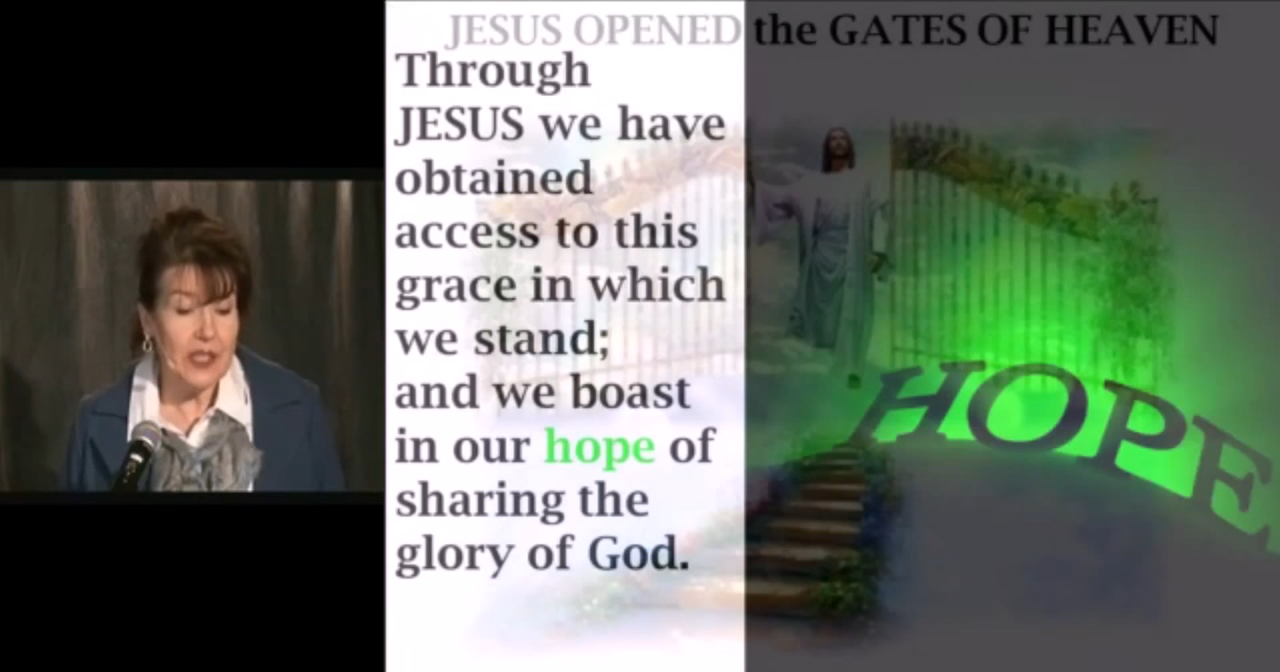 JESUS OPENED the GATES OF HEAVEN
Through
JESUS we have
obtained
access to this
grace in which
we stand;
and we boast
in our hope of
sharing the
glory of God.
HOPE